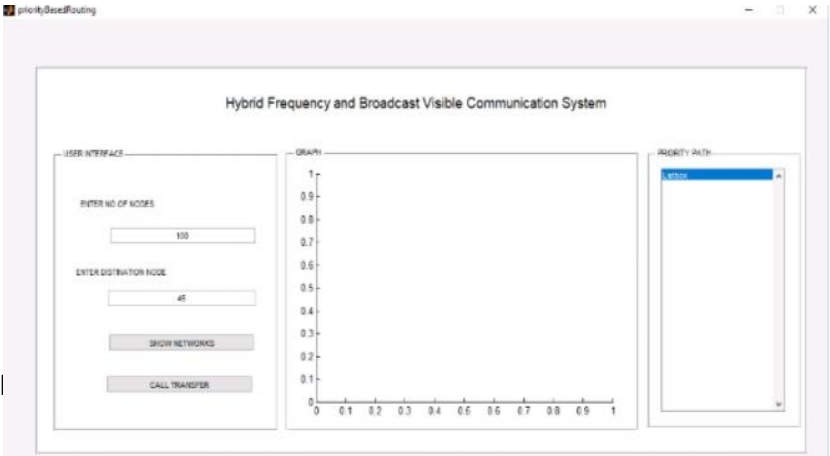 priorityBasedRouting
Hybrid Frequency and Broadcast Visible Communication System
USER INTERFACE
ENTER NO OF NODES
100
ENTER DISTINATION NODE
45
SHOW NETWORKS
CALL TRANSFER
GRAPH
1
0.9
0.8
0.7
0.6
0.5
0.4
0.3
0.2
0.1
0
0 0.1 0.2 0.3 0.4 0.5 0.6 0.7 0.8 0.9 1
PRIORITY PATH
Listbox